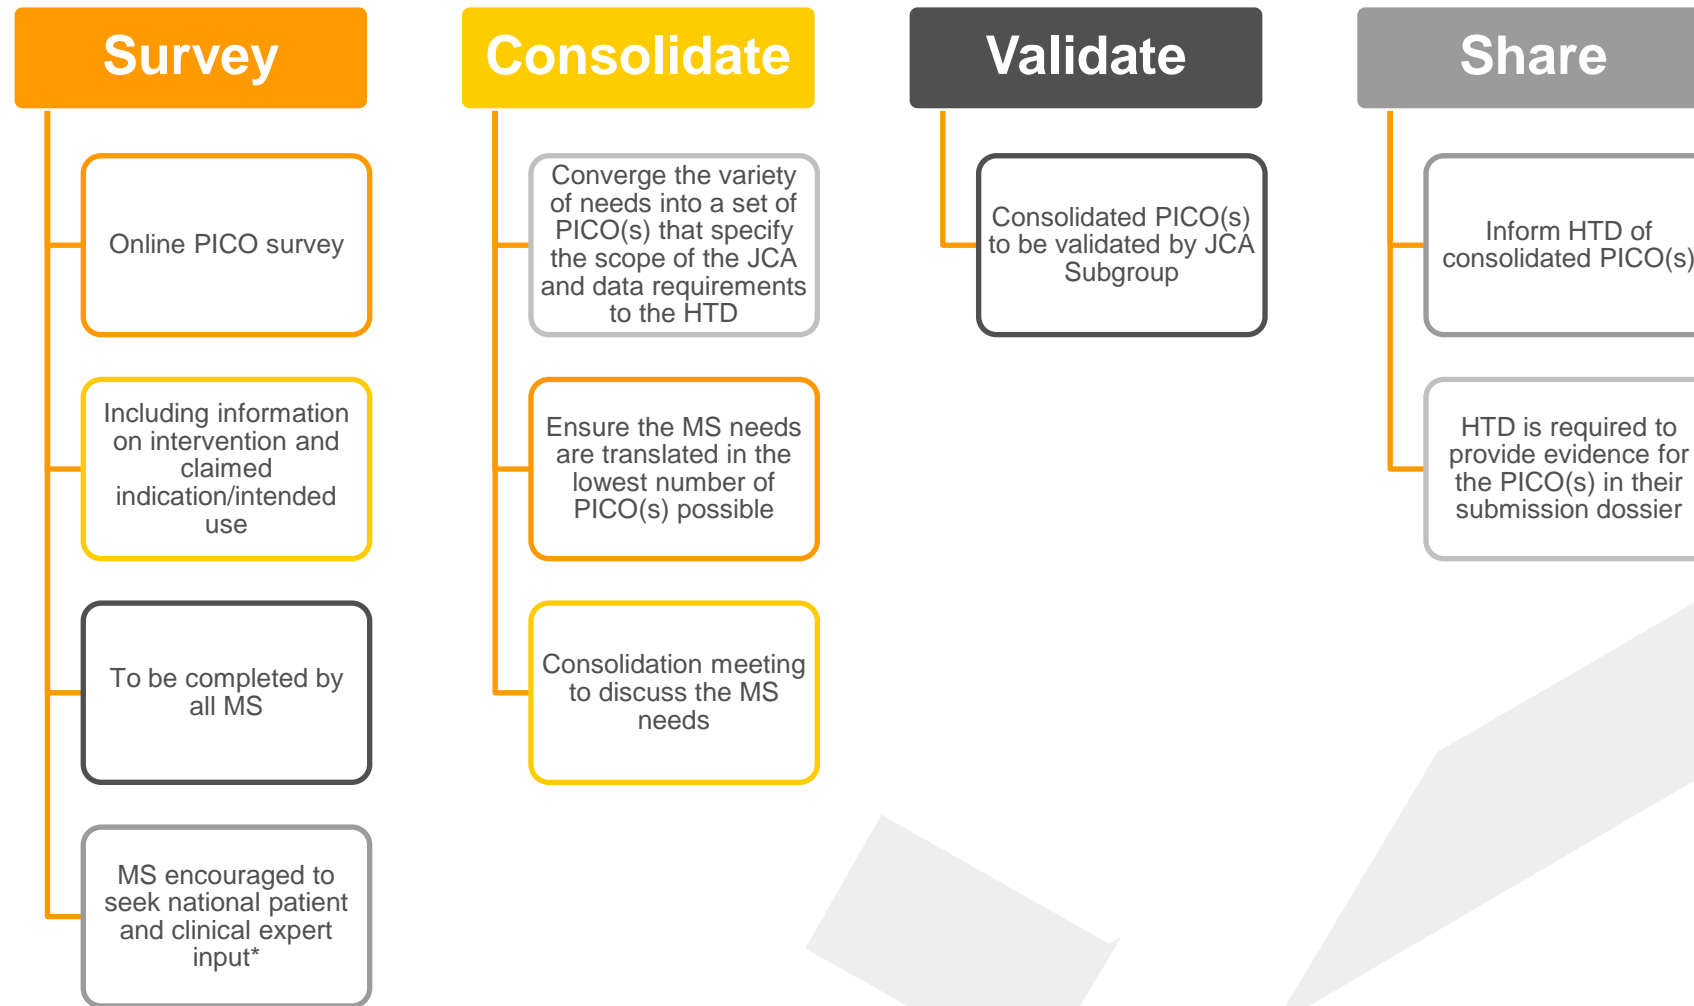 Survey
Online PICO survey
Including information
on intervention and
claimed
indication/intended
use
To be completed by
all MS
MS encouraged to
seek national patient
and clinical expert
input*
Consolidate
Converge the variety
of needs into a set of
PICO(s) that specify
the scope of the JCA
and data requirements
to the HTD
Ensure the MS needs
are translated in the
lowest number of
PICO(s) possible
Consolidation meeting
to discuss the MS
needs
Validate
Consolidated PICO(s)
to be validated by JCA
Subgroup
Share
Inform HTD of
consolidated PICO(s)
HTD is required to
provide evidence for
the PICO(s) in their
submission dossier